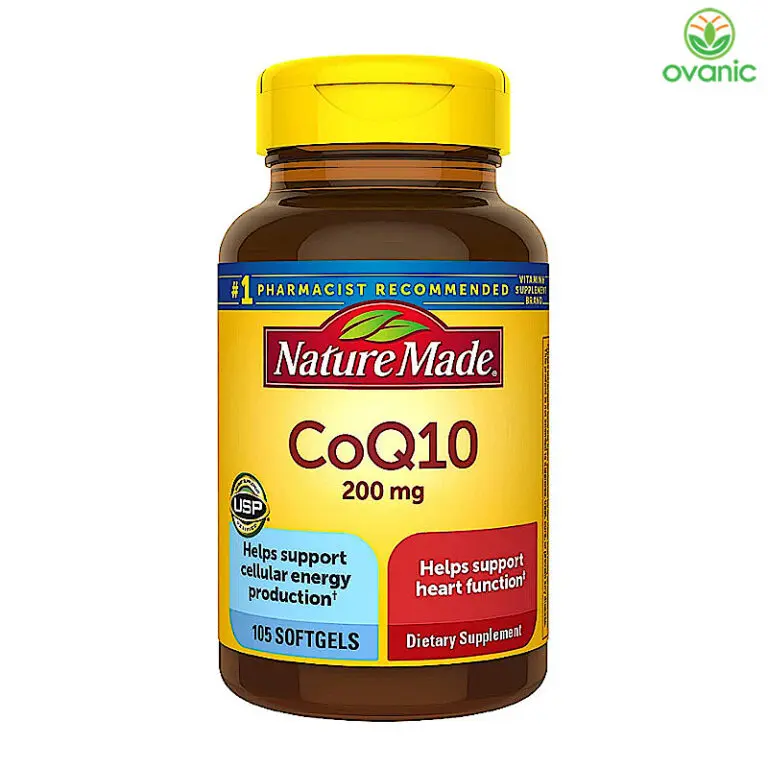 ovanic
#1 PHARMACIST RECOMMENDED
VITAMIN &
SUPPLEMENT
BRAND
Nature Made®
CoQ10
200 mg
USP
VERIFIED
Helps support
cellular energy
production†
105 SOFTGELS
Helps support
heart function‡
Dietary Supplement